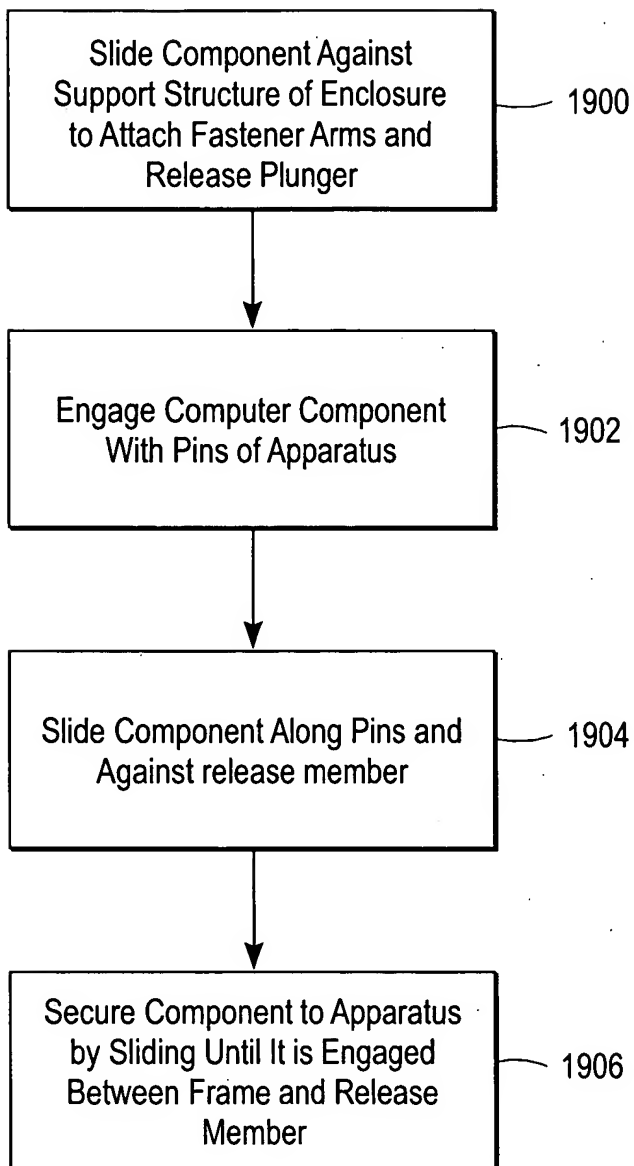 Slide Component Against
Support Structure of Enclosure
to Attach Fastener Arms and
Release Plunger
1900
Engage Computer Component
With Pins of Apparatus
1902
Slide Component Along Pins and
Against release member
1904
Secure Component to Apparatus
by Sliding Until It is Engaged
Between Frame and Release
Member
1906